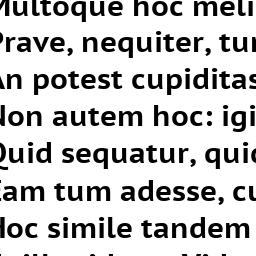 Multoque hoc meli
Prave, nequiter, tur
An potest cupiditas
Non autem hoc: igi
Quid sequatur, quid
Eam tum adesse, cu
Hoc simile tandem